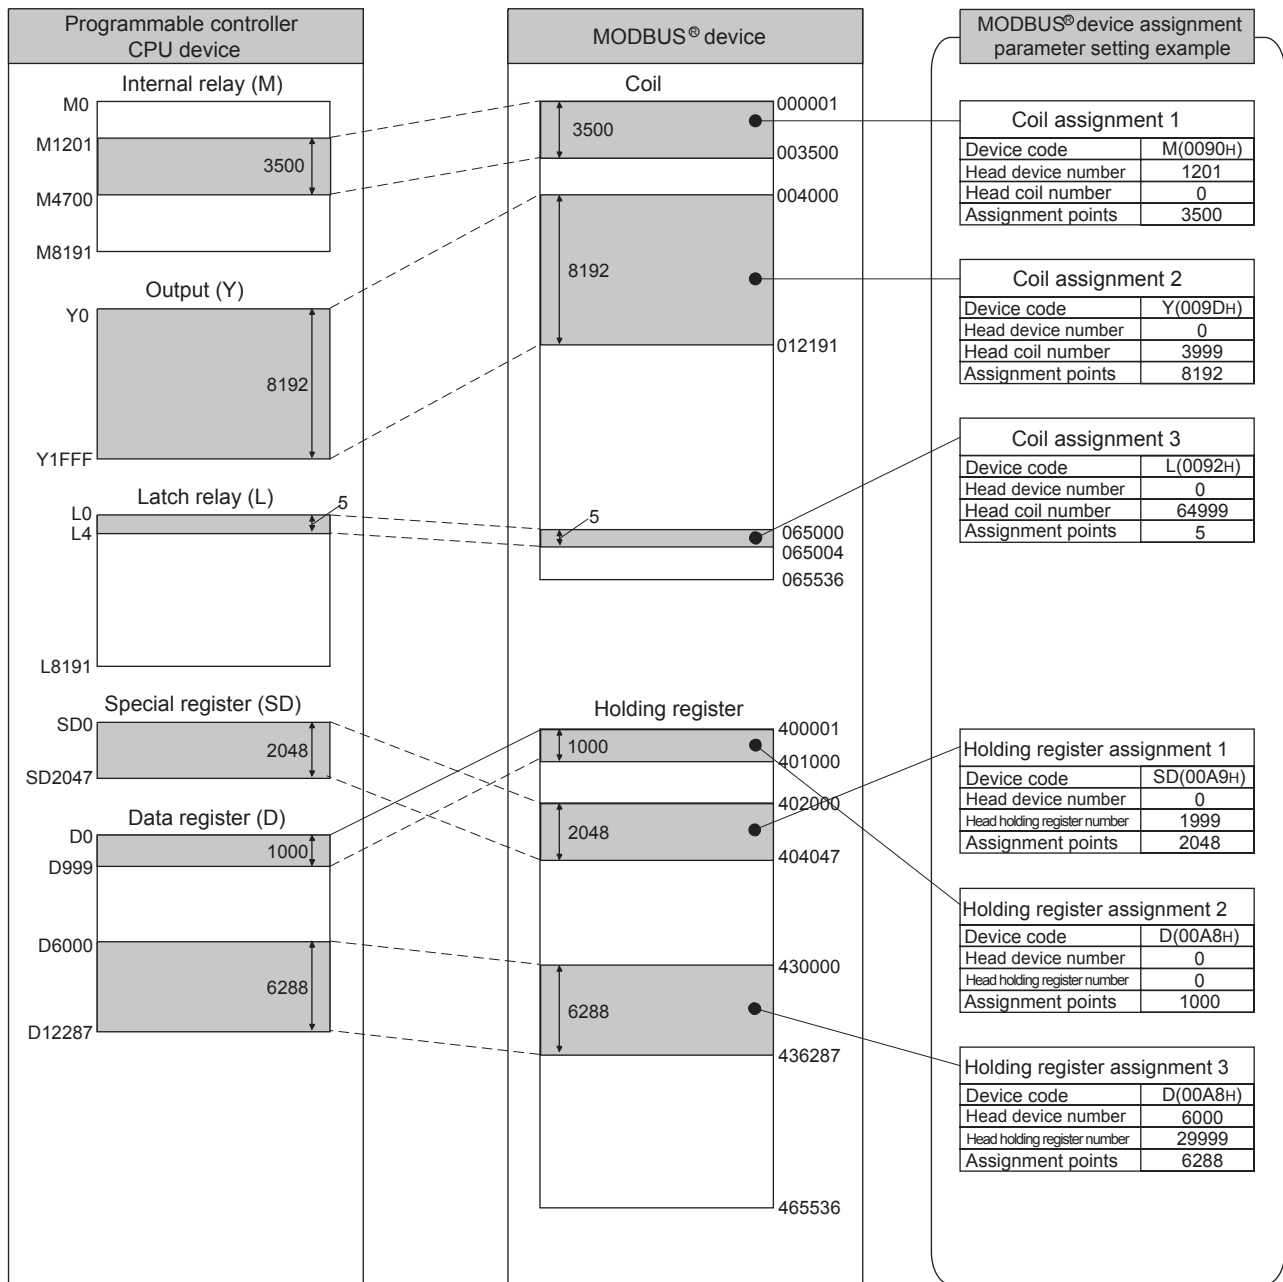 Programmable controller
CPU device
Internal relay (M)
M0
M1201
3500
M4700
M8191
Output (Y)
Y0
8192
Y1FFF
Latch relay (L)
L0
5
L4
L8191
Special register (SD)
SD0
2048
SD2047
Data register (D)
D0
1000
D999
D6000
6288
D12287
MODBUS® device
Coil
000001
3500
003500
004000
8192
012191
5
065000
065004
065536
Holding register
400001
1000
401000
402000
2048
404047
430000
6288
436287
465536
MODBUS® device assignment
parameter setting example
Coil assignment 1
Device code M(0090H)
Head device number 1201
Head coil number 0
Assignment points 3500
Coil assignment 2
Device code Y(009DH)
Head device number 0
Head coil number 3999
Assignment points 8192
Coil assignment 3
Device code L(0092H)
Head device number 0
Head coil number 64999
Assignment points 5
Holding register assignment 1
Device code SD(00A9H)
Head device number 0
Head holding register number 1999
Assignment points 2048
Holding register assignment 2
Device code D(00A8H)
Head device number 0
Head holding register number 0
Assignment points 1000
Holding register assignment 3
Device code D(00A8H)
Head device number 6000
Head holding register number 29999
Assignment points 6288